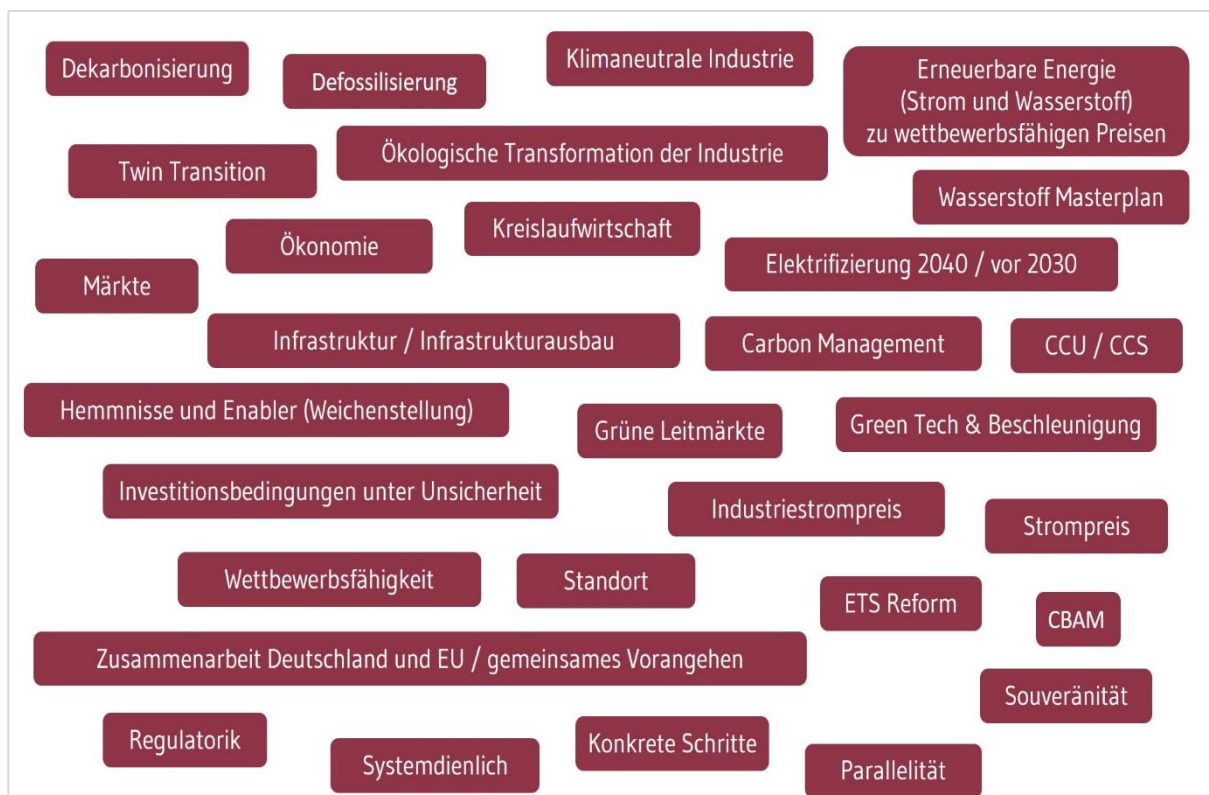 Dekarbonisierung
Defossilisierung
Klimaneutrale Industrie
Erneuerbare Energie
(Strom und Wasserstoff)
zu wettbewerbsfähigen Preisen
Twin Transition
Ökologische Transformation der Industrie
Wasserstoff Masterplan
Ökonomie
Kreislaufwirtschaft
Elektrifizierung 2040 / vor 2030
Märkte
Infrastruktur / Infrastrukturausbau
Carbon Management
CCU / CCS
Hemmnisse und Enabler (Weichenstellung)
Grüne Leitmärkte
Green Tech & Beschleunigung
Investitionsbedingungen unter Unsicherheit
Industriestrompreis
Strompreis
Wettbewerbsfähigkeit
Standort
ETS Reform
CBAM
Zusammenarbeit Deutschland und EU / gemeinsames Vorangehen
Souveränität
Regulatorik
Systemdienlich
Konkrete Schritte
Parallelität